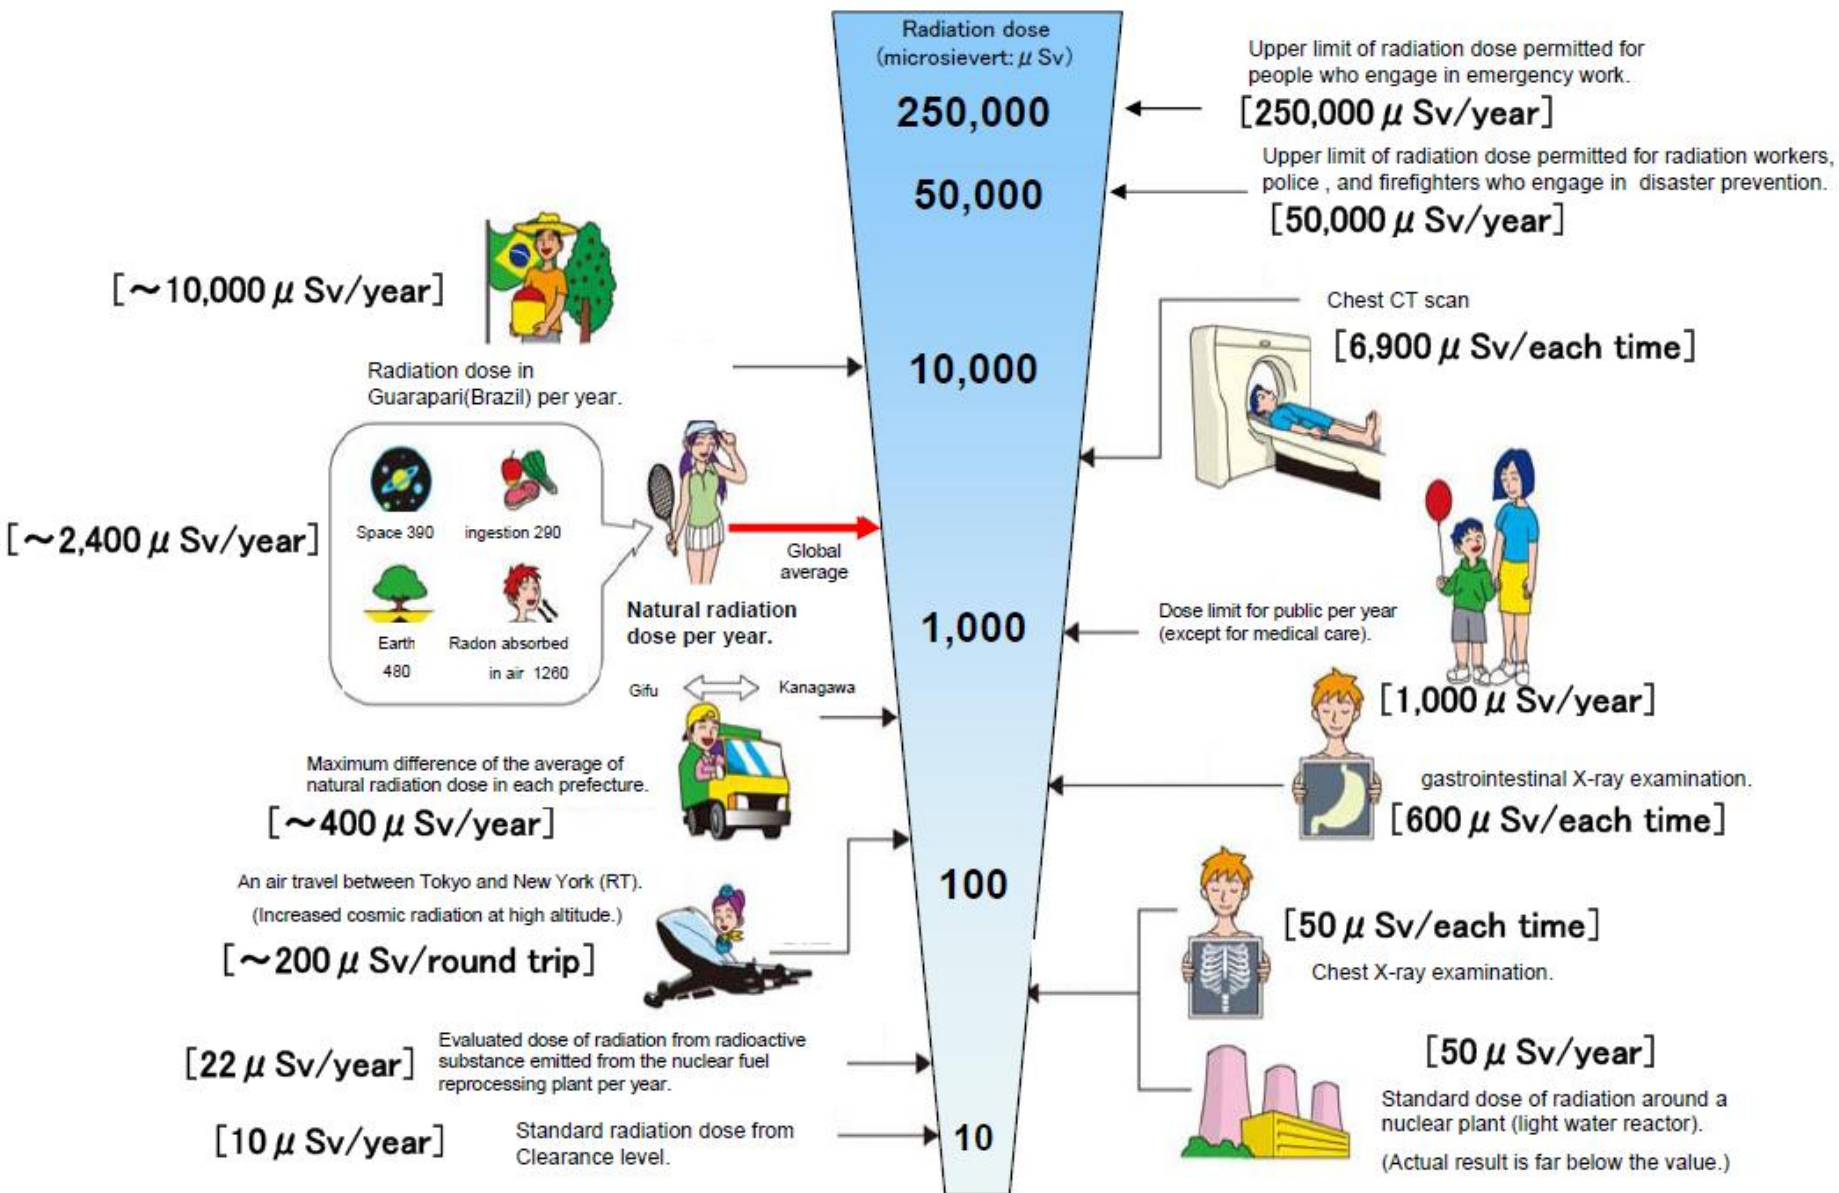 Radiation dose
(microsievert: μ Sv)
250,000
50,000
10,000
1,000
100
10
Upper limit of radiation dose permitted for
people who engage in emergency work.
[250,000 μ Sv/year]
Upper limit of radiation dose permitted for radiation workers,
police , and firefighters who engage in disaster prevention.
[50,000 μ Sv/year]
[~10,000 μ Sv/year]
Radiation dose in
Guarapari(Brazil) per year.
Chest CT scan
[6,900 μ Sv/each time]
[~2,400 μ Sv/year]
Space 390
ingestion 290
Earth
480
Radon absorbed
in air 1260
Natural radiation
dose per year.
Global
average
Dose limit for public per year
(except for medical care).
[1,000 μ Sv/year]
Gifu
Kanagawa
Maximum difference of the average of
natural radiation dose in each prefecture.
[~400 μ Sv/year]
gastrointestinal X-ray examination.
[600 μ Sv/each time]
An air travel between Tokyo and New York (RT).
(Increased cosmic radiation at high altitude.)
[~200 μ Sv/round trip]
[50 μ Sv/each time]
Chest X-ray examination.
[22 μ Sv/year]
Evaluated dose of radiation from radioactive
substance emitted from the nuclear fuel
reprocessing plant per year.
[50 μ Sv/year]
Standard dose of radiation around a
nuclear plant (light water reactor).
(Actual result is far below the value.)
[10 μ Sv/year]
Standard radiation dose from
Clearance level.